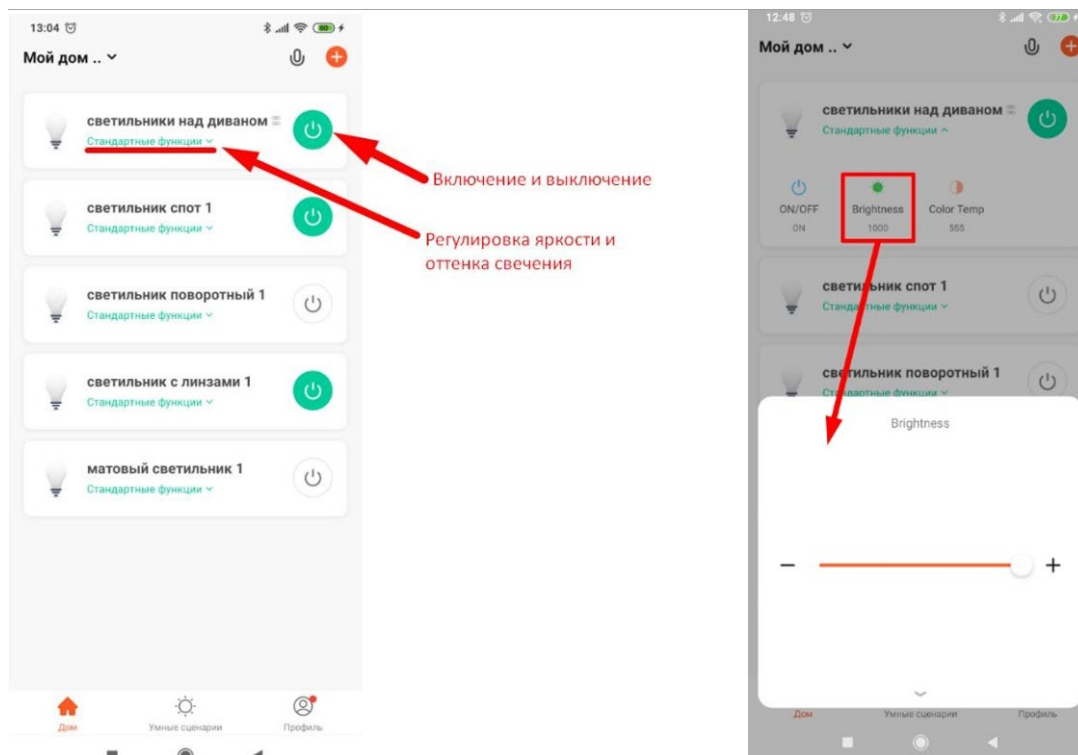 13:04
80
Мой дом ..
светильники над диваном
Стандартные функции
светильник спот 1
Стандартные функции
светильник поворотный 1
Стандартные функции
светильник с линзами 1
Стандартные функции
матовый светильник 1
Стандартные функции
Дом
Умные сценарии
Профиль
Включение и выключение
Регулировка яркости и
оттенка свечения
12:48
77
Мой дом ..
светильники над диваном
Стандартные функции
ON/OFF
Brightness
Color Temp
ON
1000
555
светильник спот 1
Стандартные функции
светильник поворотный 1
Стандартные функции
Brightness
Дом
Умные сценарии
Профиль